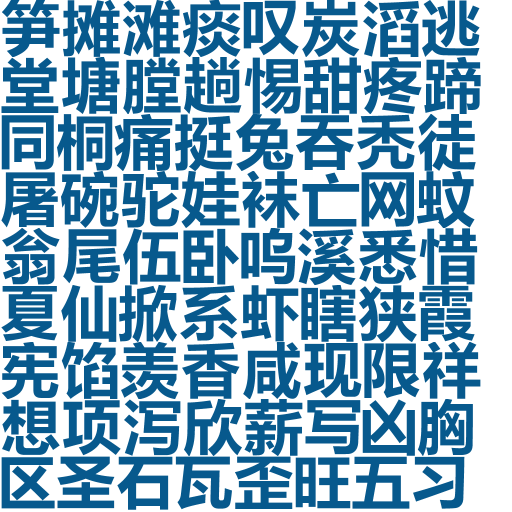 笋摊滩痰叹炭滔逃
堂塘膛趟惕甜疼蹄
同桐痛挺兔吞秃徒
屠碗驼娃袜亡网蚊
翁尾伍卧呜溪悉惜
夏仙掀系虾瞎狭霞
宪馅羡香咸现限祥
想项泻欣薪写凶胸
区圣石瓦歪旺五习